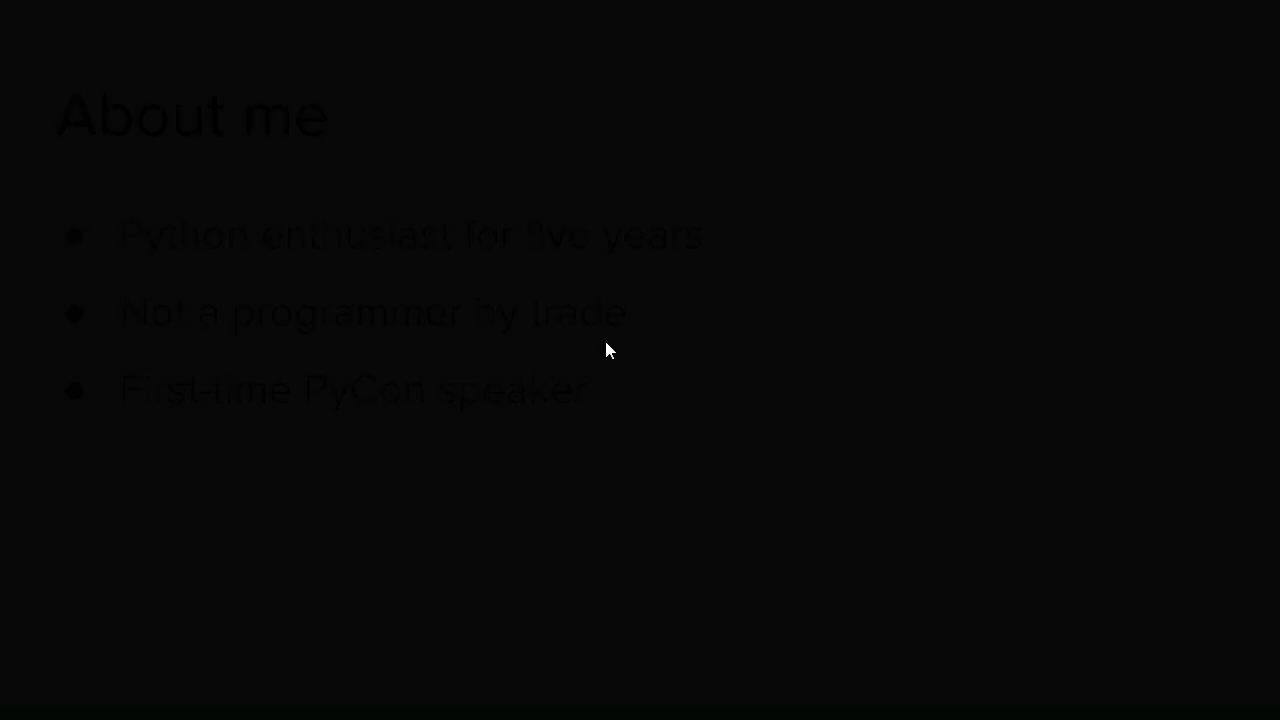 About me
● Python enthusiast for five years
● Not a programmer by trade
● First-time PyCon speaker